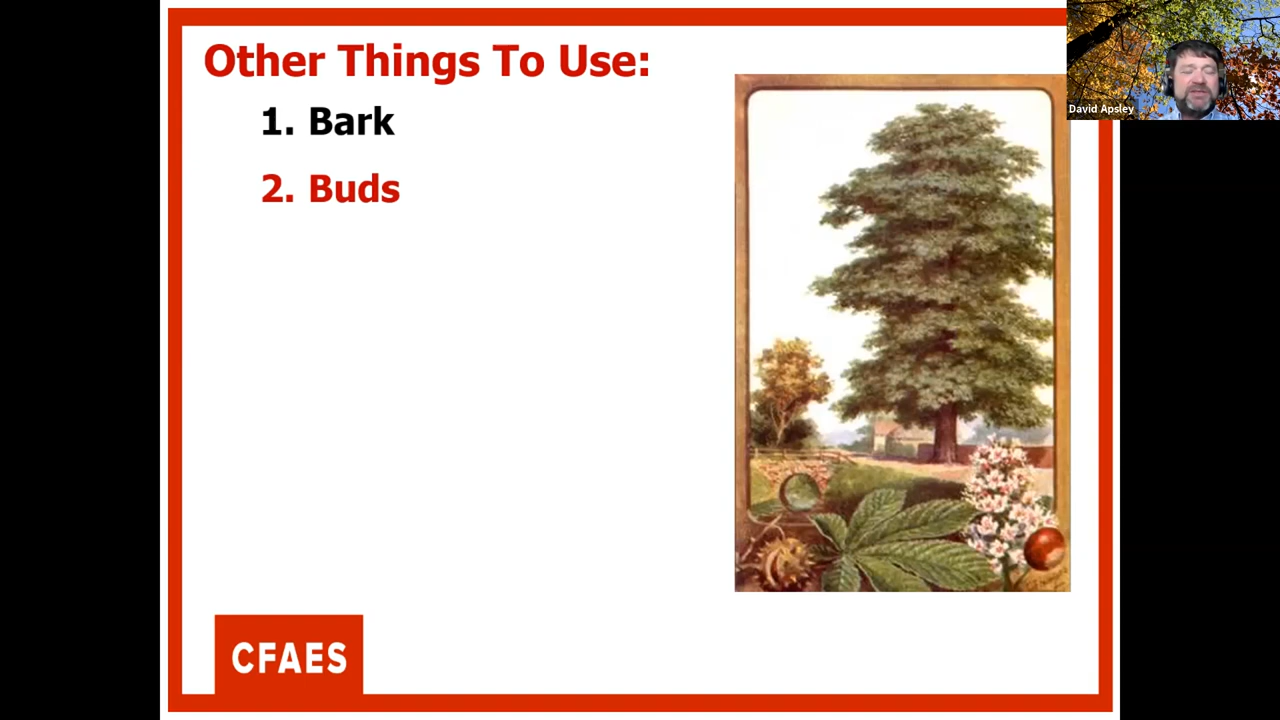 Other Things To Use:
1. Bark
2. Buds
David Apsley
CFAES